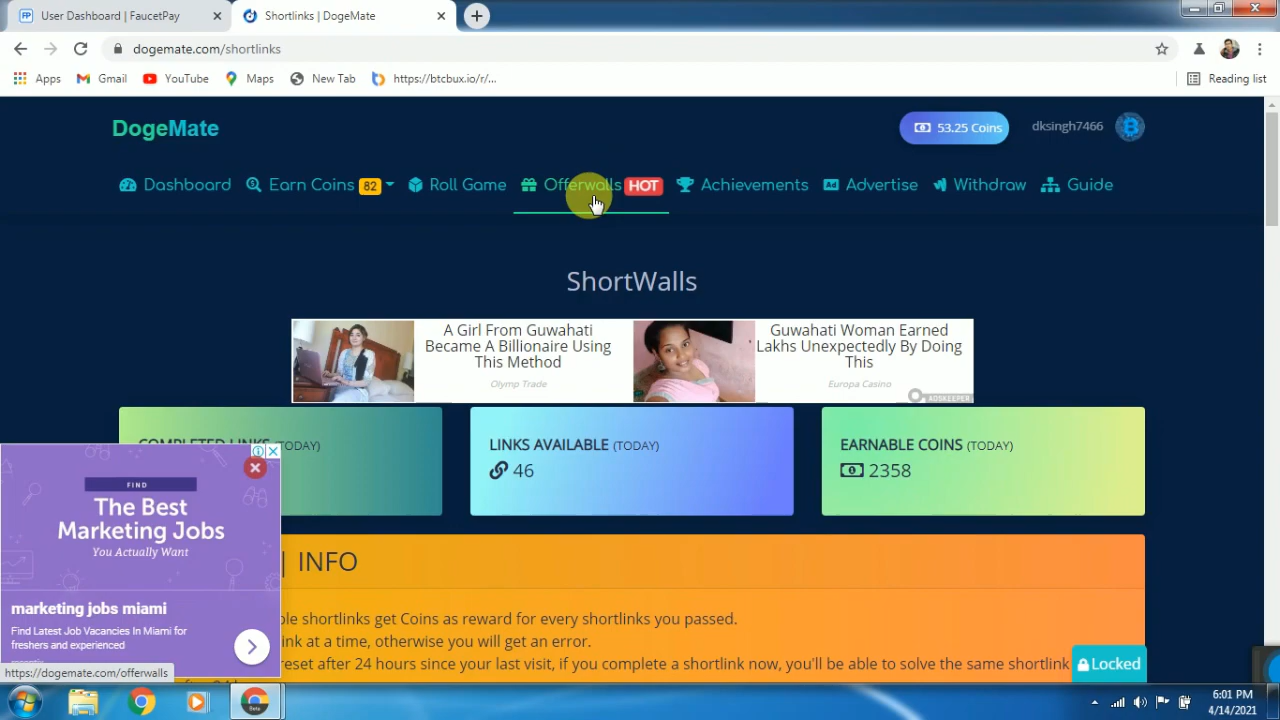 User Dashboard | FaucetPay
Shortlinks | DogeMate
dogemate.com/shortlinks
Apps
Gmail
YouTube
Maps
New Tab
https://btcbux.io/r/...
Reading list
DogeMate
53.25 Coins
dksingh7466
Dashboard
Earn Coins 82
Roll Game
Offerwalls HOT
Achievements
Advertise
Withdraw
Guide
ShortWalls
A Girl From Guwahati
Became A Billionaire Using
This Method
Olymp Trade
Guwahati Woman Earned
Lakhs Unexpectedly By Doing
This
Europa Casino
ADSKEEPER
COMPLETED LINKS (TODAY)
LINKS AVAILABLE (TODAY)
46
EARNABLE COINS (TODAY)
2358
| INFO
ble shortlinks get Coins as reward for every shortlinks you passed.
ink at a time, otherwise you will get an error.
reset after 24 hours since your last visit, if you complete a shortlink now, you'll be able to solve the same shortlink
FIND
The Best
Marketing Jobs
You Actually Want
marketing jobs miami
Find Latest Job Vacancies In Miami for
freshers and experienced
https://dogemate.com/offerwalls
Locked
6:01 PM
4/14/2021
Beta